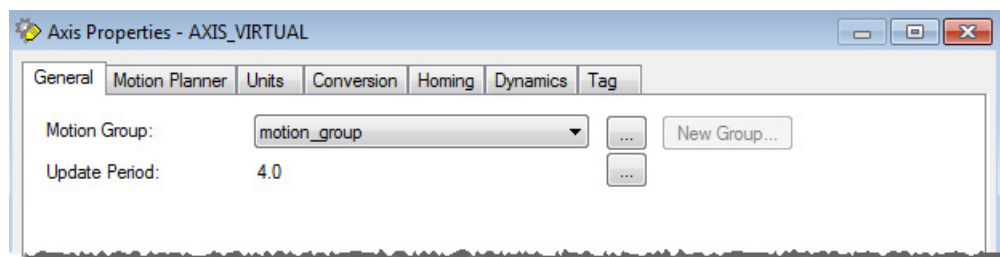 Axis Properties - AXIS_VIRTUAL
General Motion Planner Units Conversion Homing Dynamics Tag
Motion Group: motion_group ... New Group...
Update Period: 4.0 ...